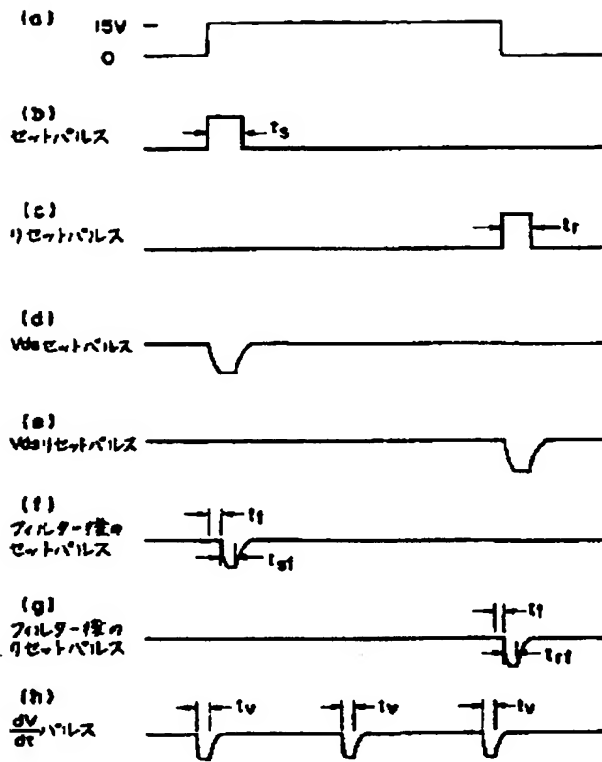 (a) 15V
0
(b)
セットパルス
ts
(c)
リセットパルス
tr
(d)
Vdsセットパルス
(e)
Vdsリセットパルス
(f)
フィルター後の
セットパルス
tf
tsf
(g)
フィルター後の
リセットパルス
tf
trf
(h)
dV
dt パルス
tv tv tv